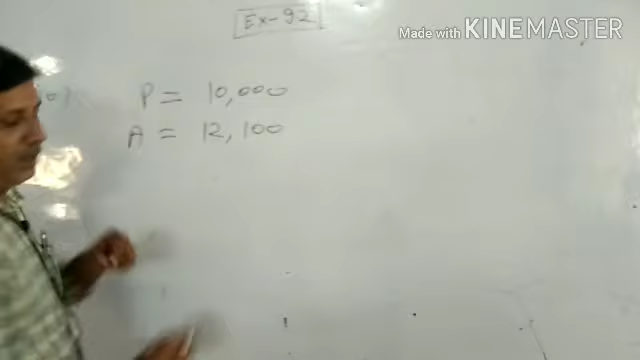 Ex-92
Made with KINEMASTER
P = 10,000
A = 12,100